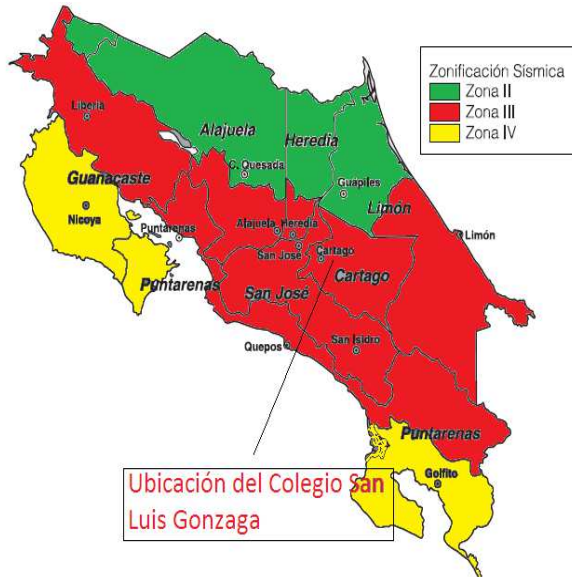 Zonificación Sísmica
Zona II
Zona III
Zona IV
Liberia
Alajuela
Heredia
C. Quesada
Guápiles
Guanacaste
Limón
Nicoya
Puntarenas
Alajuela
Heredia
Limón
San José
Cartago
Puntarenas
San José
Cartago
Quepos
San Isidro
Puntarenas
Golfito
Ubicación del Colegio San
Luis Gonzaga